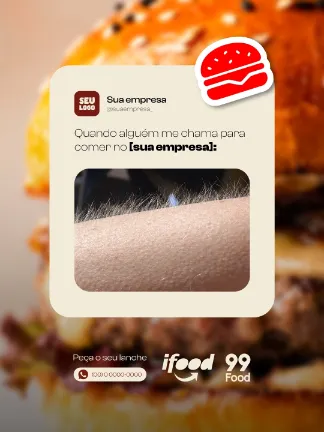 SEU
LOGO
Sua empresa
@suaempresa_
Quando alguém me chama para
comer no [sua empresa]:
Peça o seu lanche
ifood
99
Food
(00) 0 0000-0000